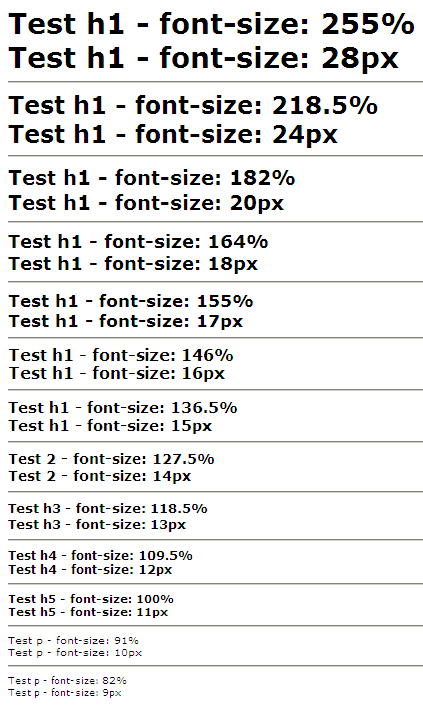 Test h1 - font-size: 255%
Test h1 - font-size: 28px
Test h1 - font-size: 218.5%
Test h1 - font-size: 24px
Test h1 - font-size: 182%
Test h1 - font-size: 20px
Test h1 - font-size: 164%
Test h1 - font-size: 18px
Test h1 - font-size: 155%
Test h1 - font-size: 17px
Test h1 - font-size: 146%
Test h1 - font-size: 16px
Test h1 - font-size: 136.5%
Test h1 - font-size: 15px
Test 2 - font-size: 127.5%
Test 2 - font-size: 14px
Test h3 - font-size: 118.5%
Test h3 - font-size: 13px
Test h4 - font-size: 109.5%
Test h4 - font-size: 12px
Test h5 - font-size: 100%
Test h5 - font-size: 11px
Test p - font-size: 91%
Test p - font-size: 10px
Test p - font-size: 82%
Test p - font-size: 9px